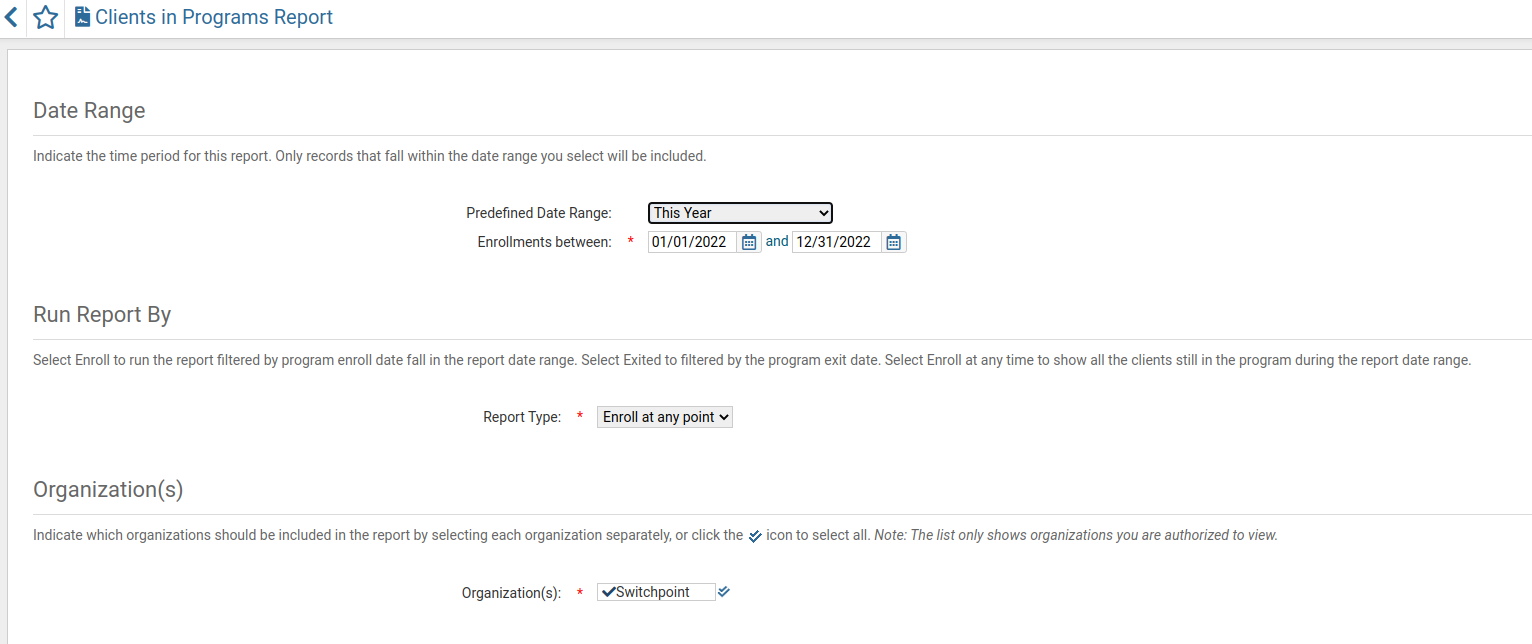 Clients in Programs Report
Date Range
Indicate the time period for this report. Only records that fall within the date range you select will be included.
Predefined Date Range: This Year
Enrollments between: * 01/01/2022 and 12/31/2022
Run Report By
Select Enroll to run the report filtered by program enroll date fall in the report date range. Select Exited to filtered by the program exit date. Select Enroll at any time to show all the clients still in the program during the report date range.
Report Type: * Enroll at any point
Organization(s)
Indicate which organizations should be included in the report by selecting each organization separately, or click the icon to select all. Note: The list only shows organizations you are authorized to view.
Organization(s): * Switchpoint